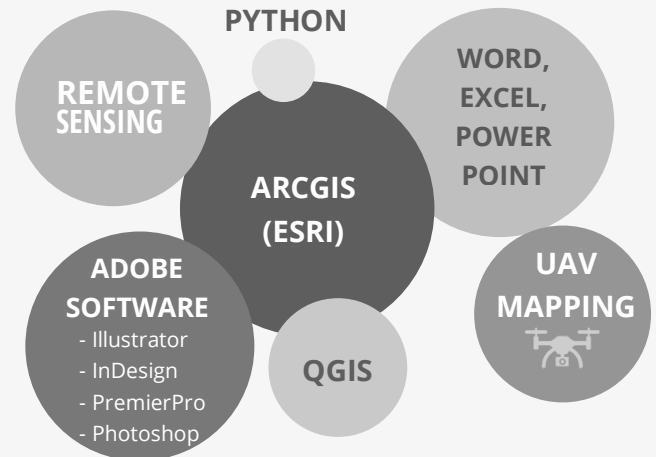 PYTHON
REMOTE
SENSING
WORD,
EXCEL,
POWER
POINT
ARCGIS
(ESRI)
ADOBE
SOFTWARE
- Illustrator
- InDesign
- PremierPro
- Photoshop
QGIS
UAV
MAPPING